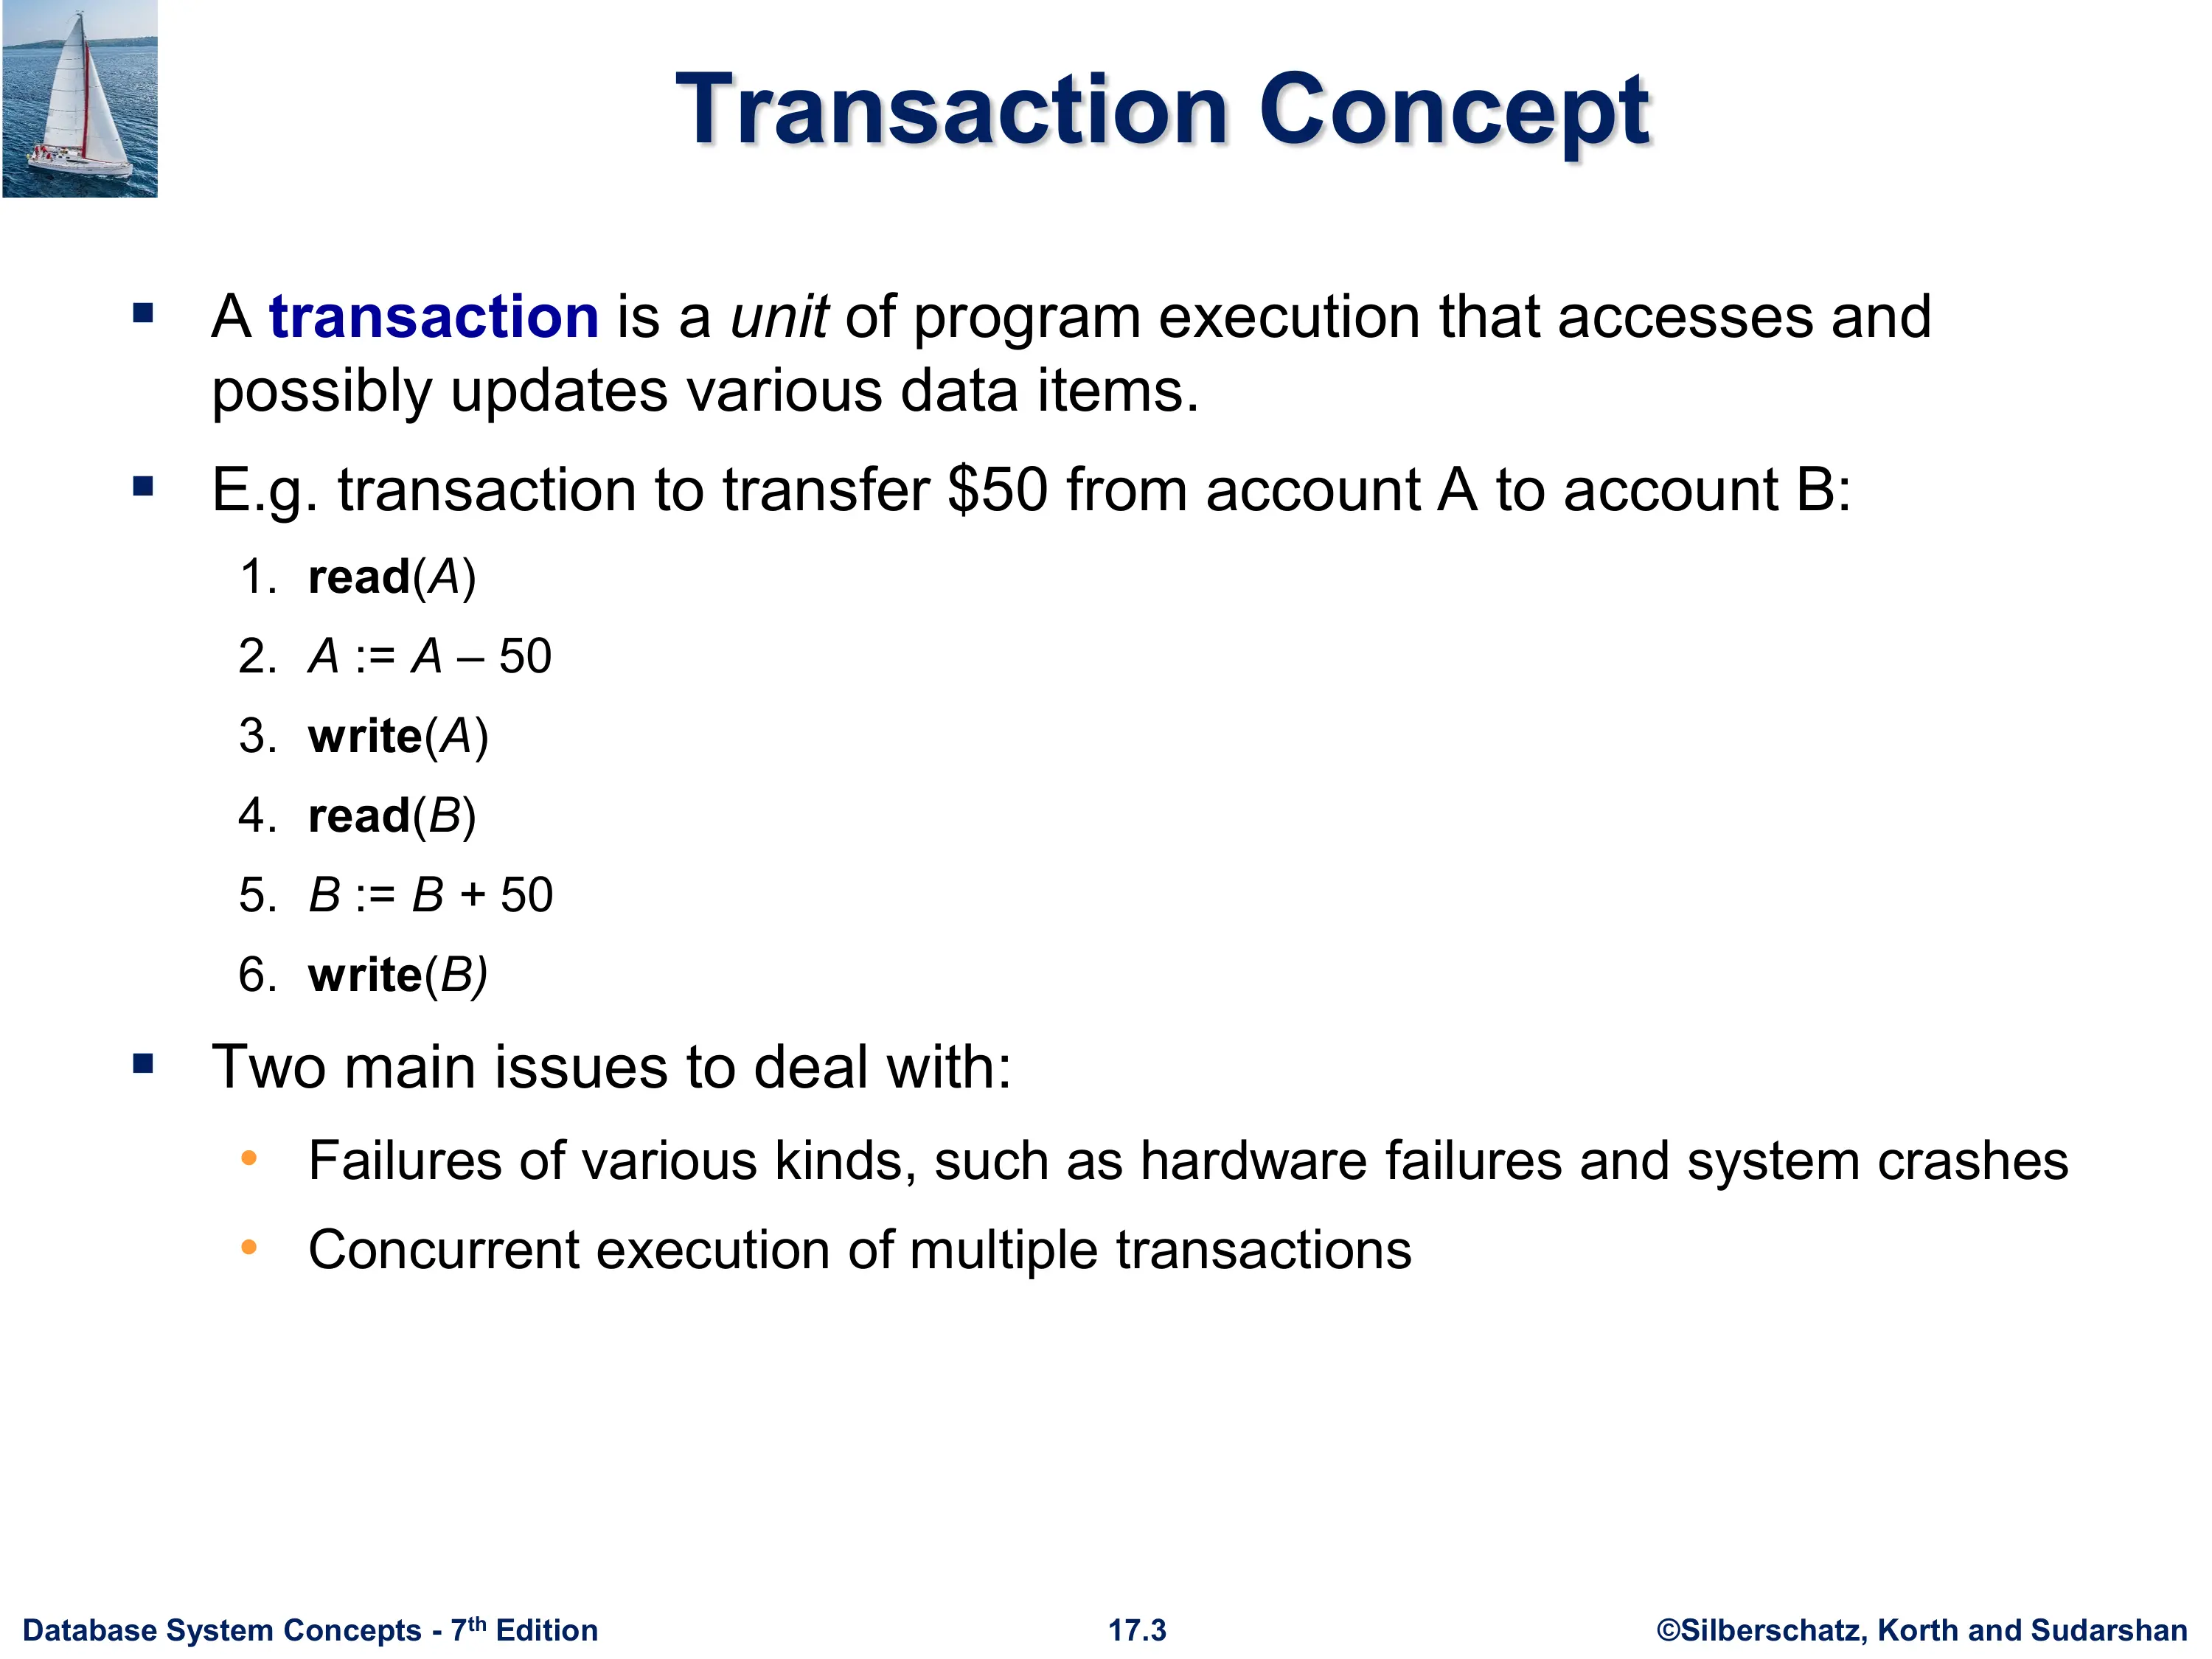 Transaction Concept
▪ A transaction is a unit of program execution that accesses and
possibly updates various data items.
▪ E.g. transaction to transfer $50 from account A to account B:
1. read(A)
2. A := A – 50
3. write(A)
4. read(B)
5. B := B + 50
6. write(B)
▪ Two main issues to deal with:
• Failures of various kinds, such as hardware failures and system crashes
• Concurrent execution of multiple transactions
Database System Concepts - 7th Edition 17.3 ©Silberschatz, Korth and Sudarshan